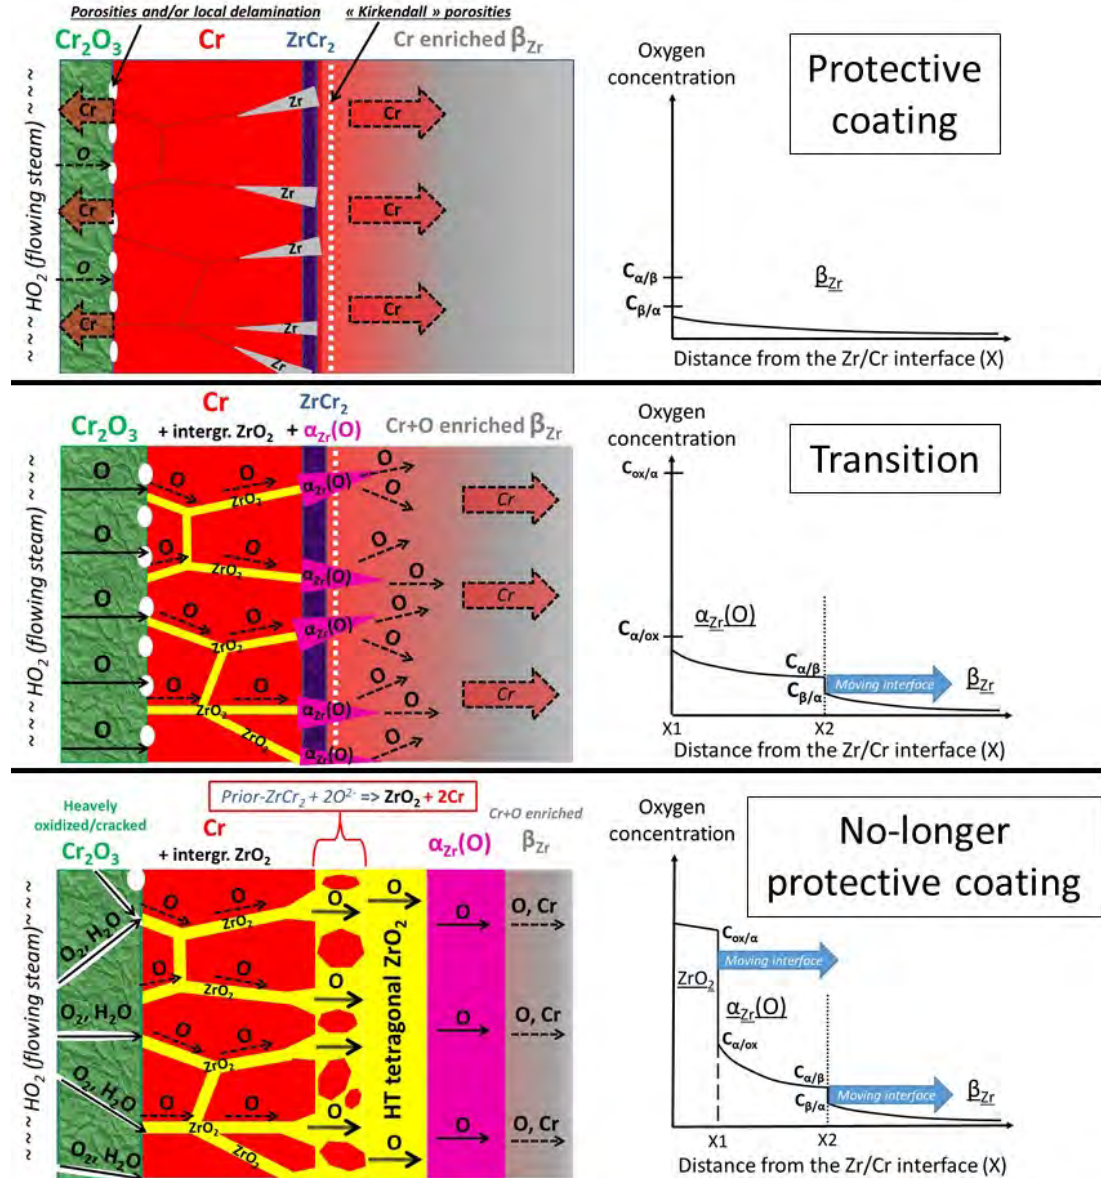 Porosities and/or local delamination
« Kirkendall » porosities
Cr₂O₃
Cr
ZrCr₂
Cr enriched βZr
~ ~ ~ HO₂ (flowing steam) ~ ~ ~
Cr
O
Cr
O
Cr
Zr
Zr
Zr
Zr
Zr
Cr
Cr
Cr
Oxygen
concentration
Protective
coating
Cα/β
Cβ/α
βZr
Distance from the Zr/Cr interface (X)
Cr₂O₃
Cr
+ intergr. ZrO₂
ZrCr₂
+ αZr(O)
Cr+O enriched βZr
~ ~ ~ HO₂ (flowing steam) ~ ~
O
O
O
O
O
O
O
ZrO₂
O
O
ZrO₂
O
O
ZrO₂
O
O
ZrO₂
ZrO₂
αZr(O)
αZr(O)
αZr(O)
αZr(O)
αZr(O)
O
O
O
O
O
O
O
O
Cr
Cr
Cr
Oxygen
concentration
Transition
Cox/α
Cα/ox
αZr(O)
Cα/β
Cβ/α
Moving interface
βZr
X1
X2
Distance from the Zr/Cr interface (X)
Heavely
oxidized/cracked
Cr₂O₃
Cr
+ intergr. ZrO₂
Prior-ZrCr₂ + 2O²⁻ => ZrO₂ + 2Cr
αZr(O)
Cr+O enriched
βZr
~ ~ ~ HO₂ (flowing steam)~ ~ ~
O₂, H₂O
O₂, H₂O
O₂, H₂O
O₂, H₂O
O
O
ZrO₂
O
O
ZrO₂
O
O
ZrO₂
O
O
ZrO₂
ZrO₂
O
O
O
O
O
O
HT tetragonal ZrO₂
O
O
O
O, Cr
O, Cr
O, Cr
Oxygen
concentration
No-longer
protective coating
Cox/α
Moving interface
ZrO₂
αZr(O)
Cα/ox
Cα/β
Cβ/α
Moving interface
βZr
X1
X2
Distance from the Zr/Cr interface (X)